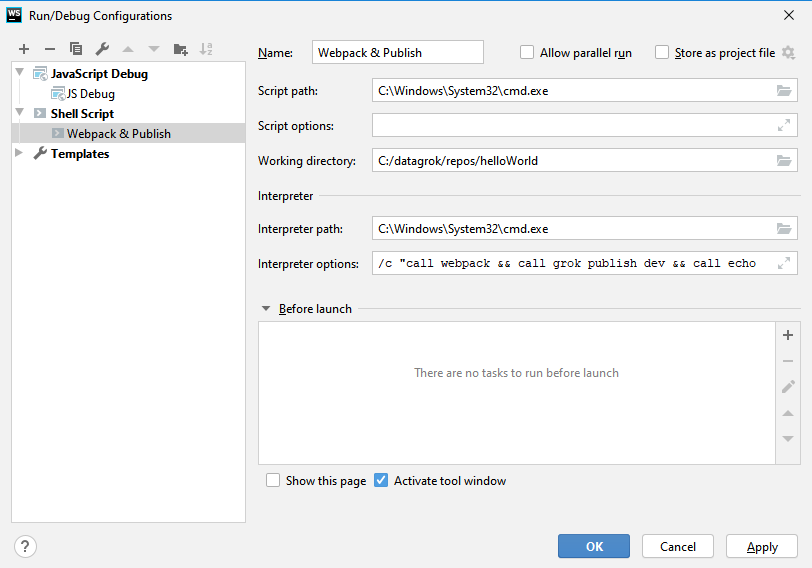 WS Run/Debug Configurations
Name: Webpack & Publish Allow parallel run Store as project file
JavaScript Debug
JS Debug
Shell Script
Webpack & Publish
Templates
Script path: C:\Windows\System32\cmd.exe
Script options:
Working directory: C:/datagrok/repos/helloWorld
Interpreter
Interpreter path: C:\Windows\System32\cmd.exe
Interpreter options: /c "call webpack && call grok publish dev && call echo
Before launch
There are no tasks to run before launch
Show this page Activate tool window
? OK Cancel Apply